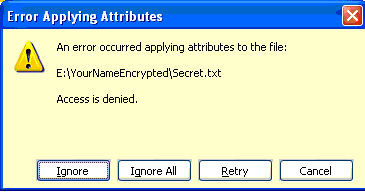 Error Applying Attributes
An error occurred applying attributes to the file:
E:\YourNameEncrypted\Secret.txt
Access is denied.
Ignore Ignore All Retry Cancel